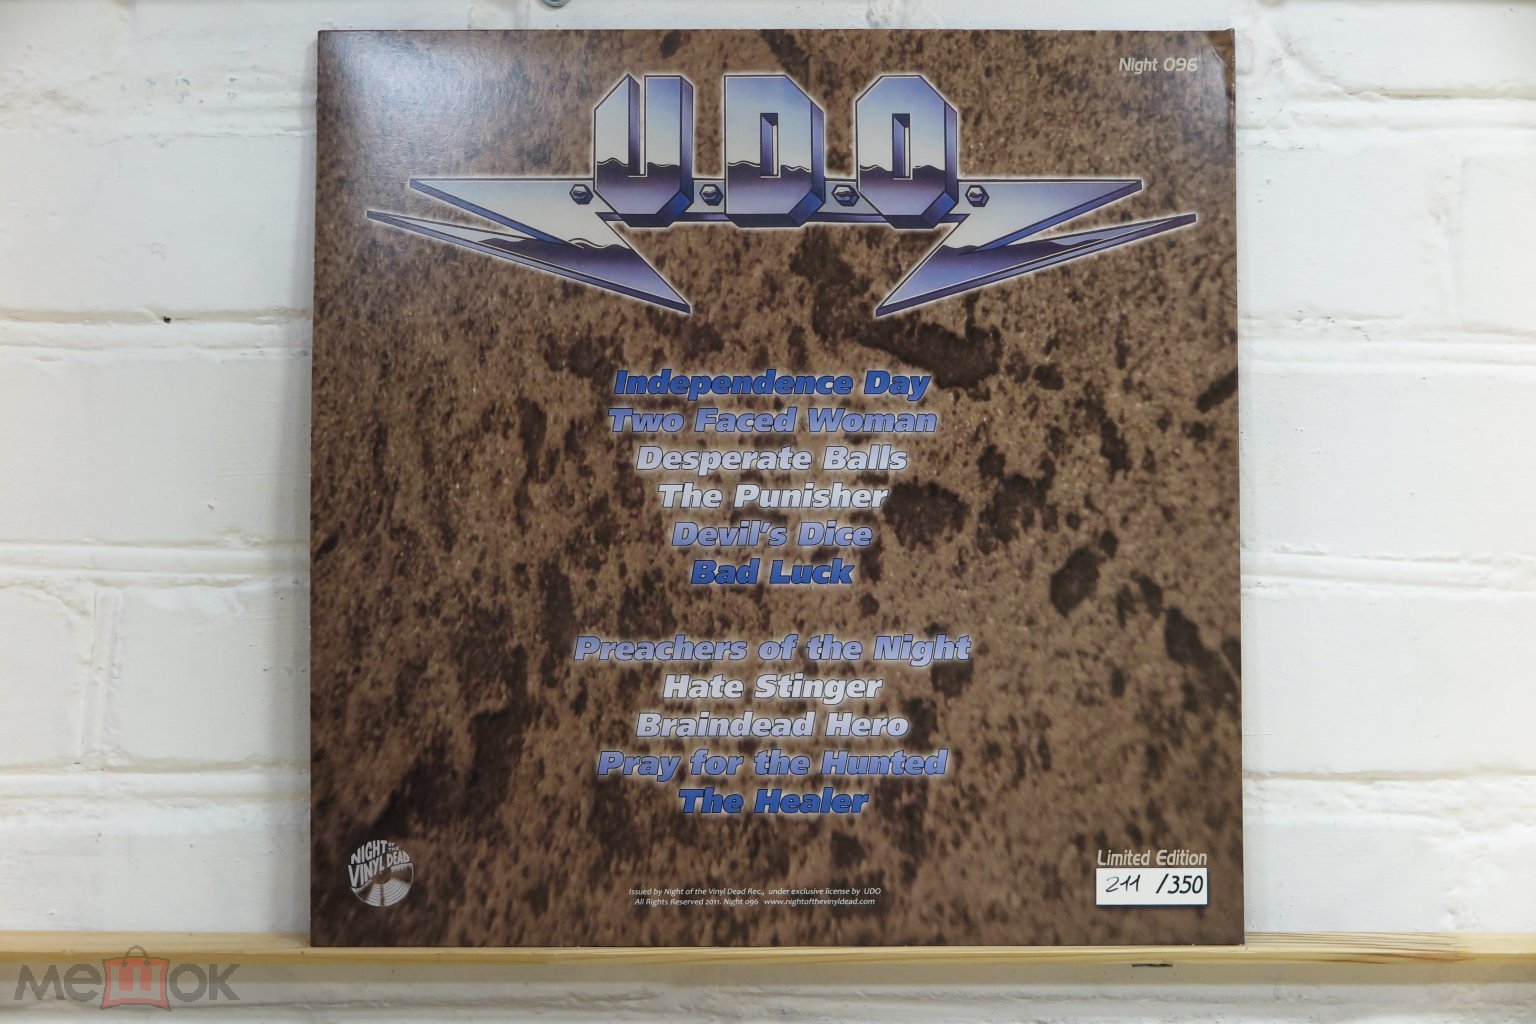 Night 096
U.D.O.
Independence Day
Two Faced Woman
Desperate Balls
The Punisher
Devil's Dice
Bad Luck
Preachers of the Night
Hate Stinger
Braindead Hero
Pray for the Hunted
The Healer
NIGHT OF THE
VINYL DEAD
Issued by Night of the Vinyl Dead Rec., under exclusive license by UDO
All Rights Reserved 2011. Night 096 www.nightofthevinyldead.com
Limited Edition
211 /350
мешок